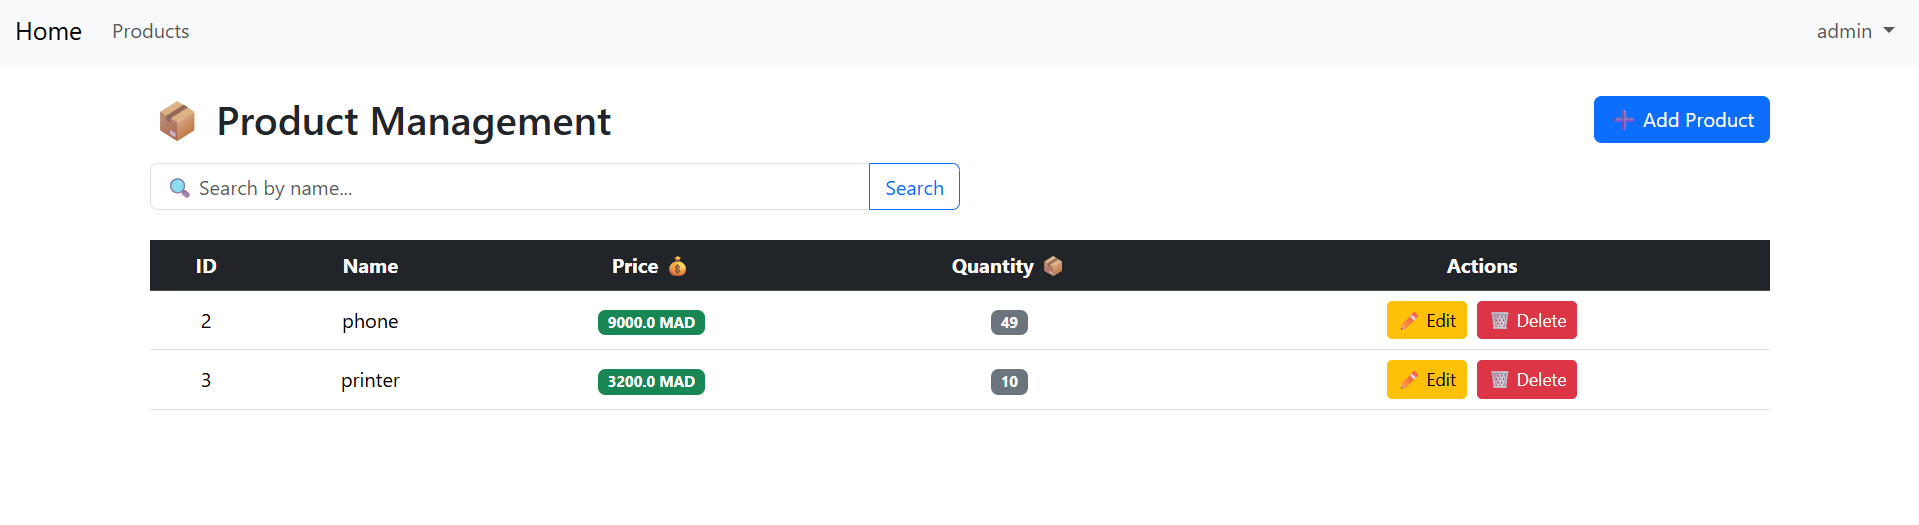 Home Products admin
📦 Product Management ➕ Add Product
🔍 Search by name... Search
ID Name Price 💰 Quantity 📦 Actions
2 phone 9000.0 MAD 49 ✏️ Edit 🗑️ Delete
3 printer 3200.0 MAD 10 ✏️ Edit 🗑️ Delete